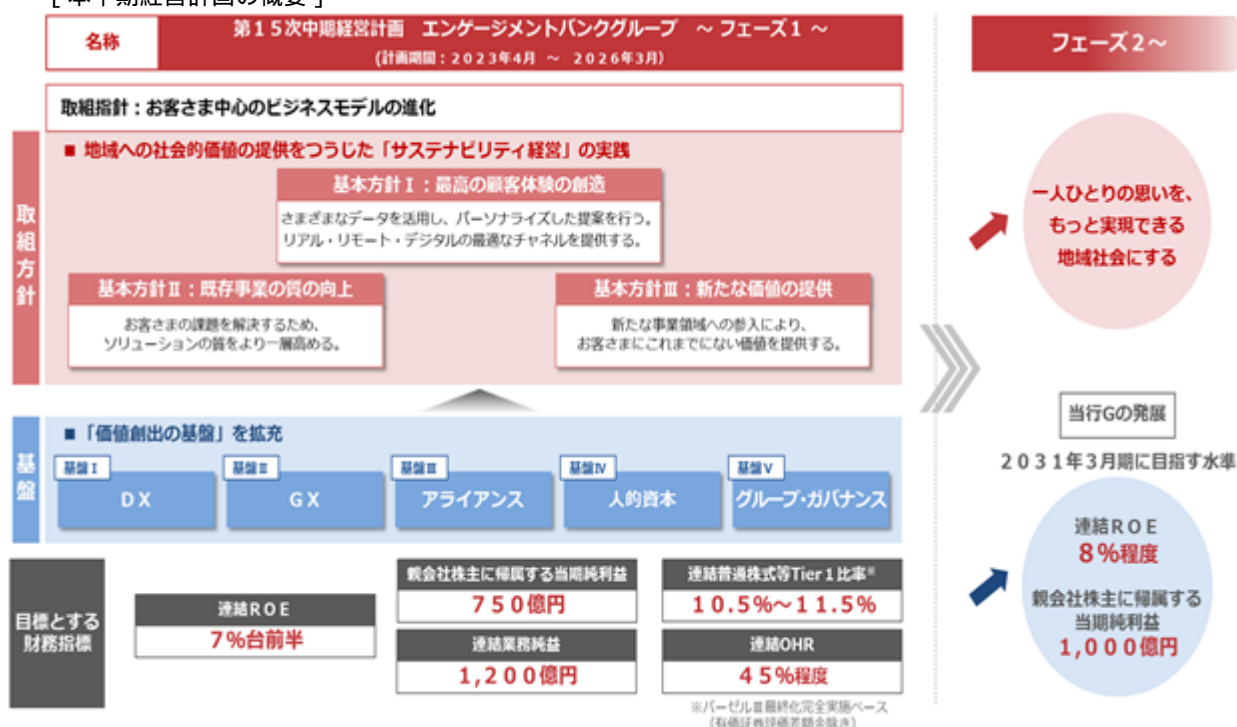 [ 本中期経営計画の概要 ]
名称
第15次中期経営計画 エンゲージメントバンクグループ ～ フェーズ1 ～
(計画期間：2023年4月 ～ 2026年3月)
フェーズ2～
取組指針：お客さま中心のビジネスモデルの進化
取組方針
■ 地域への社会的価値の提供をつうじた「サステナビリティ経営」の実践
基本方針Ⅰ：最高の顧客体験の創造
さまざまなデータを活用し、パーソナライズした提案を行う。
リアル・リモート・デジタルの最適なチャネルを提供する。
基本方針Ⅱ：既存事業の質の向上
お客さまの課題を解決するため、
ソリューションの質をより一層高める。
基本方針Ⅲ：新たな価値の提供
新たな事業領域への参入により、
お客さまにこれまでにない価値を提供する。
一人ひとりの思いを、
もっと実現できる
地域社会にする
基盤
■「価値創出の基盤」を拡充
基盤Ⅰ
DX
基盤Ⅱ
GX
基盤Ⅲ
アライアンス
基盤Ⅳ
人的資本
基盤Ⅴ
グループ・ガバナンス
当行Gの発展
2031年3月期に目指す水準
連結ROE
8%程度
親会社株主に帰属する
当期純利益
1,000億円
目標とする
財務指標
連結ROE
7%台前半
親会社株主に帰属する当期純利益
750億円
連結業務純益
1,200億円
連結普通株式等Tier1比率※
10.5%～11.5%
連結OHR
45%程度
※バーゼルⅢ最終化完全実施ベース
(有価証券評価差額金除き)